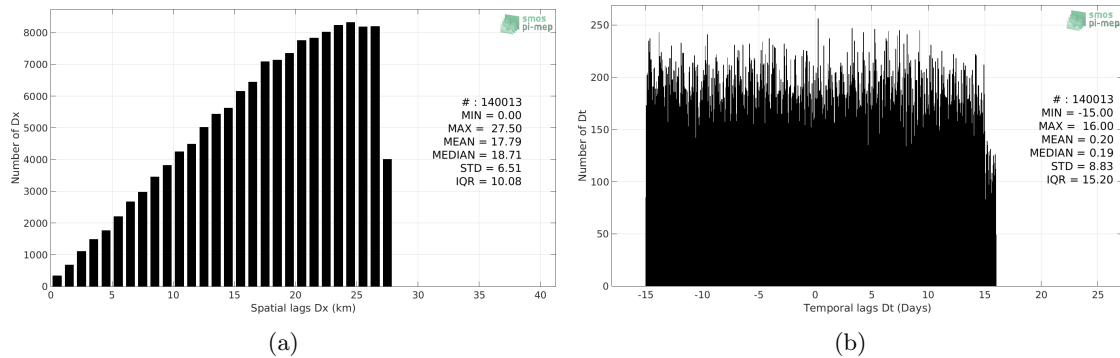 smos
pi-mep
8000
7000
6000
5000
4000
3000
2000
1000
0
Number of Dx
# : 140013
MIN = 0.00
MAX = 27.50
MEAN = 17.79
MEDIAN = 18.71
STD = 6.51
IQR = 10.08
0 5 10 15 20 25 30 35 40
Spatial lags Dx (km)
(a)
smos
pi-mep
250
200
150
100
50
0
Number of Dt
# : 140013
MIN = -15.00
MAX = 16.00
MEAN = 0.20
MEDIAN = 0.19
STD = 8.83
IQR = 15.20
-15 -10 -5 0 5 10 15 20 25
Temporal lags Dt (Days)
(b)